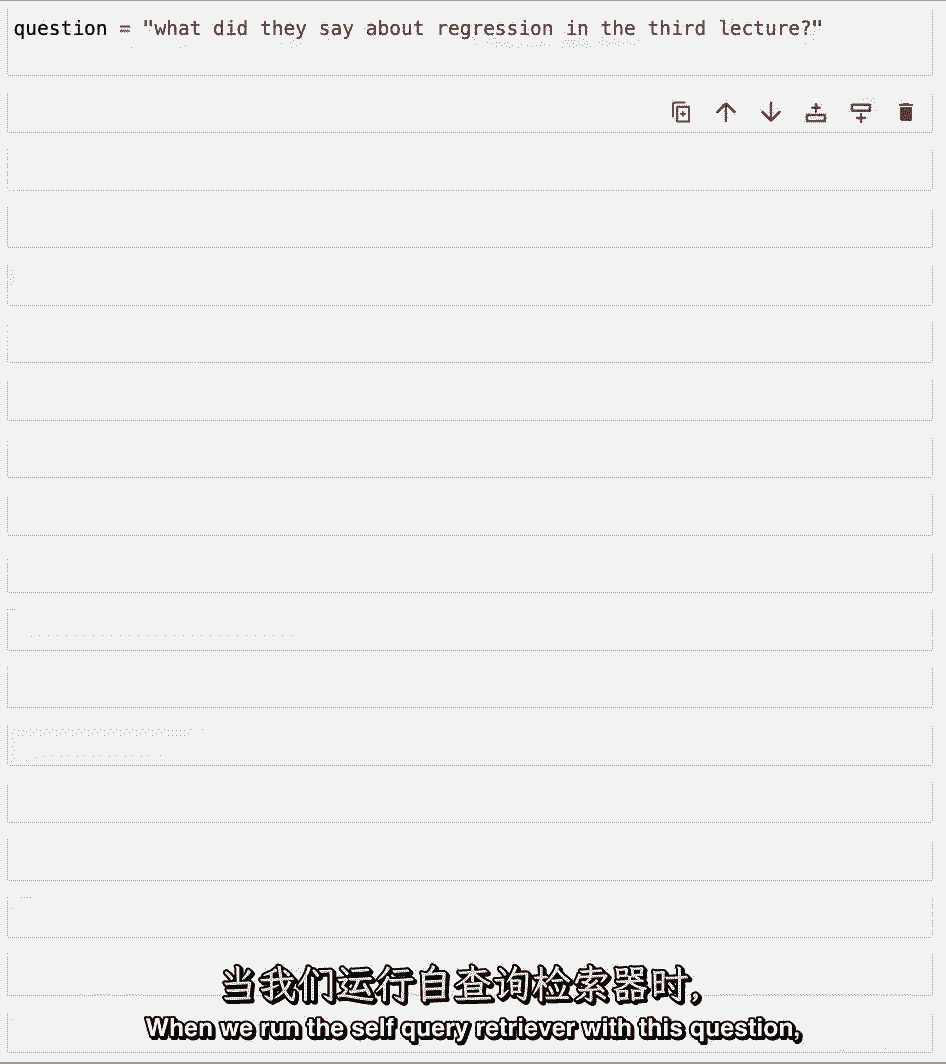 question = "what did they say about regression in the third lecture?"
当我们运行自查询检索器时,
When we run the self query retriever with this question,